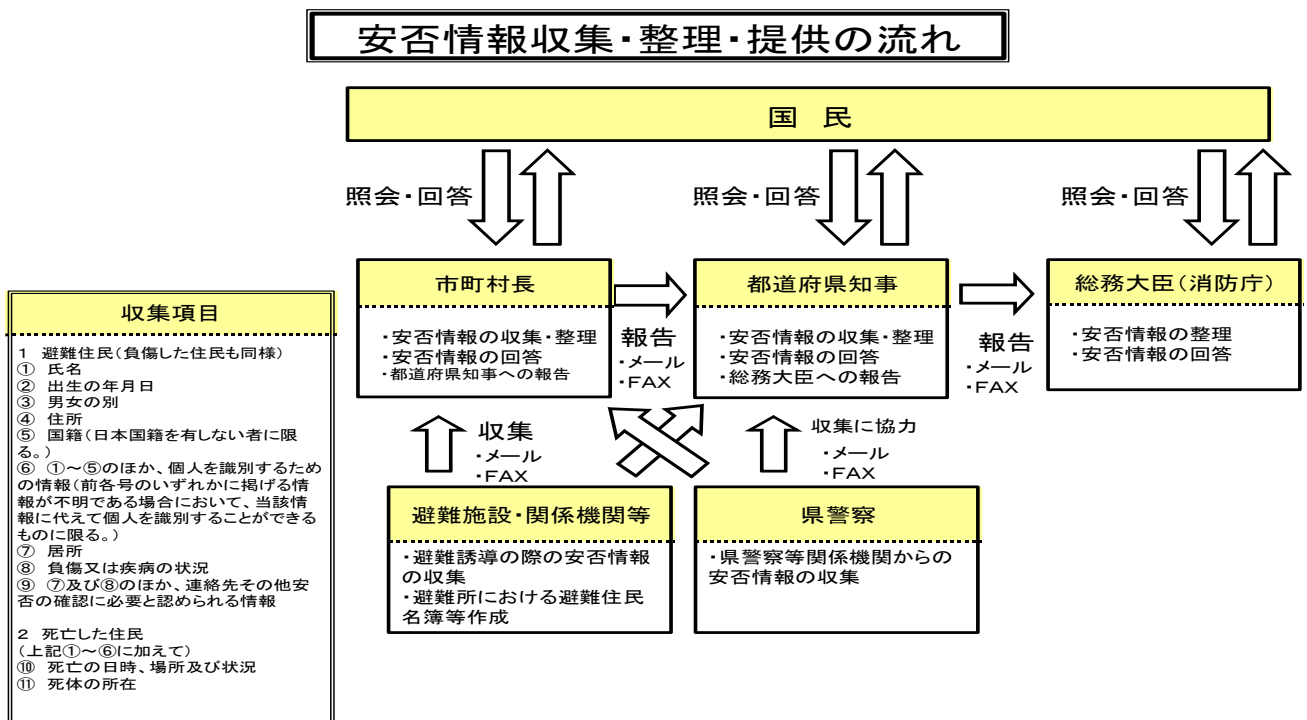 安否情報収集・整理・提供の流れ
国 民
照会・回答
照会・回答
照会・回答
市町村長
・安否情報の収集・整理
・安否情報の回答
・都道府県知事への報告
報告
・メール
・FAX
都道府県知事
・安否情報の収集・整理
・安否情報の回答
・総務大臣への報告
報告
・メール
・FAX
総務大臣(消防庁)
・安否情報の整理
・安否情報の回答
収集項目
1 避難住民(負傷した住民も同様)
① 氏名
② 出生の年月日
③ 男女の別
④ 住所
⑤ 国籍(日本国籍を有しない者に限
る。)
⑥ ①~⑤のほか、個人を識別するため
の情報(前各号のいずれかに掲げる情
報が不明である場合において、当該情
報に代えて個人を識別することができる
ものに限る。)
⑦ 居所
⑧ 負傷又は疾病の状況
⑨ ⑦及び⑧のほか、連絡先その他安
否の確認に必要と認められる情報
2 死亡した住民
(上記①~⑥に加えて)
⑩ 死亡の日時、場所及び状況
⑪ 死体の所在
収集
・メール
・FAX
収集に協力
・メール
・FAX
避難施設・関係機関等
・避難誘導の際の安否情報
の収集
・避難所における避難住民
名簿等作成
県警察
・県警察等関係機関からの
安否情報の収集